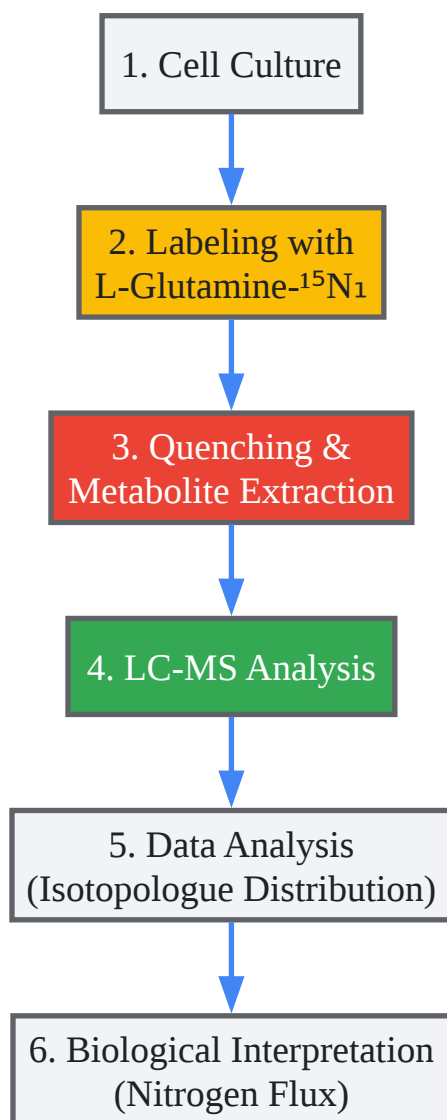 1. Cell Culture
2. Labeling with
L-Glutamine-¹⁵N₁
3. Quenching &
Metabolite Extraction
4. LC-MS Analysis
5. Data Analysis
(Isotopologue Distribution)
6. Biological Interpretation
(Nitrogen Flux)